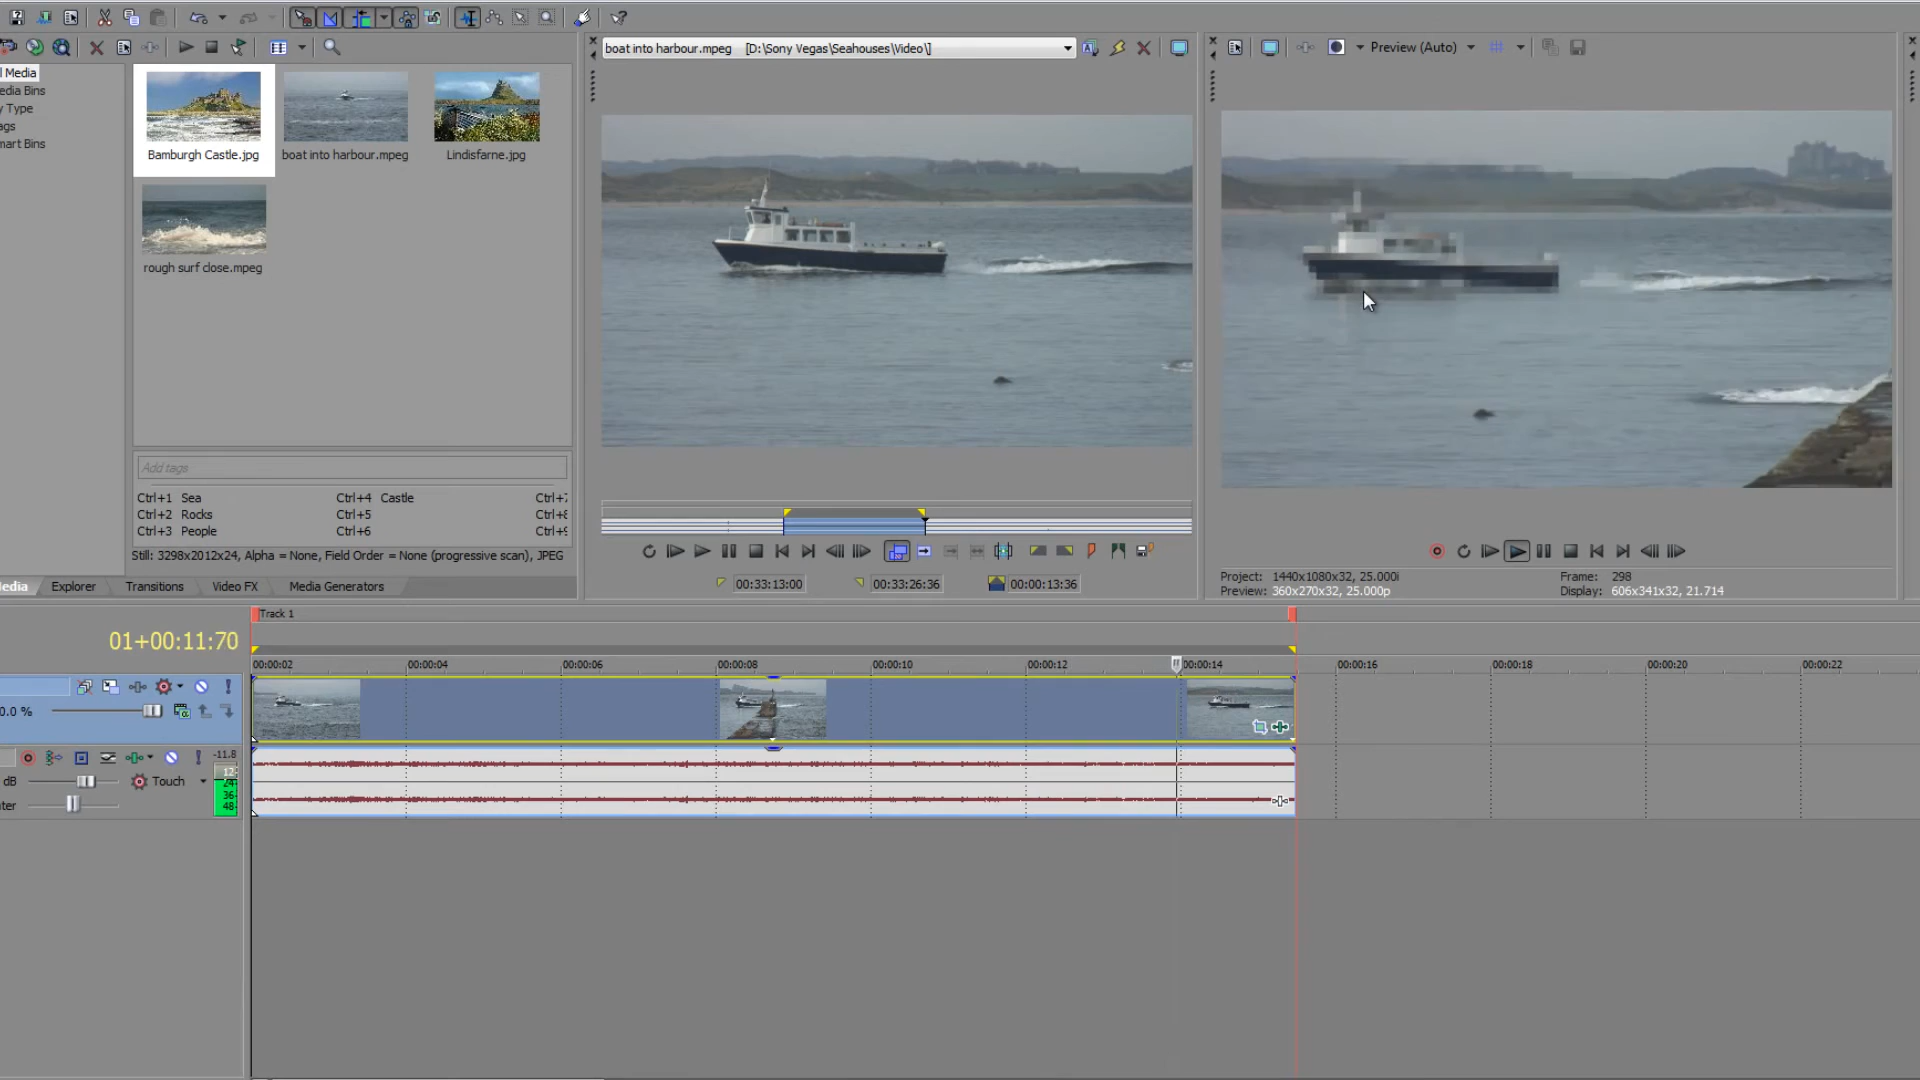 boat into harbour.mpeg [D:\Sony Vegas\Seahouses\Video\]
Preview (Auto)
l Media
edia Bins
y Type
ags
mart Bins
Bamburgh Castle.jpg
boat into harbour.mpeg
Lindisfarne.jpg
rough surf close.mpeg
Add tags
Ctrl+1 Sea
Ctrl+4 Castle
Ctrl+7
Ctrl+2 Rocks
Ctrl+5
Ctrl+8
Ctrl+3 People
Ctrl+6
Ctrl+9
Still: 3298x2012x24, Alpha = None, Field Order = None (progressive scan), JPEG
Media
Explorer
Transitions
Video FX
Media Generators
00:33:13:00
00:33:26:36
00:00:13:36
Project: 1440x1080x32, 25.000i
Preview: 360x270x32, 25.000p
Frame: 298
Display: 606x341x32, 21.714
Track 1
01+00:11:70
00:00:02
00:00:04
00:00:06
00:00:08
00:00:10
00:00:12
00:00:14
00:00:16
00:00:18
00:00:20
00:00:22
0.0 %
-11.8
dB
Touch
12
24
36
48
ter